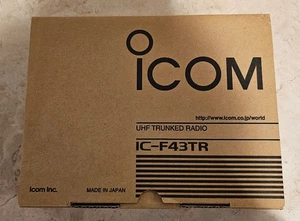 ICOM
http://www.icom.co.jp/world
UHF TRUNKED RADIO
IC-F43TR
Icom Inc.
MADE IN JAPAN